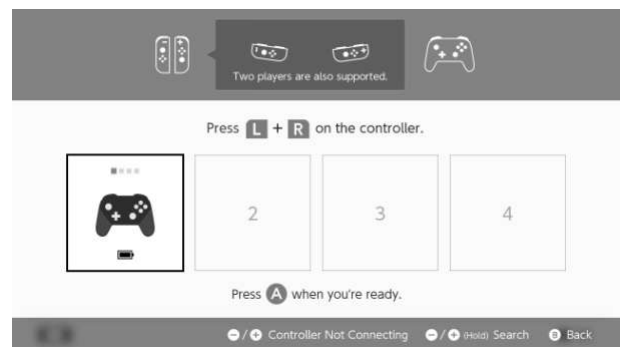 Two players are also supported.
Press L + R on the controller.
2
3
4
Press A when you're ready.
−/+ Controller Not Connecting −/+ (Hold) Search B Back